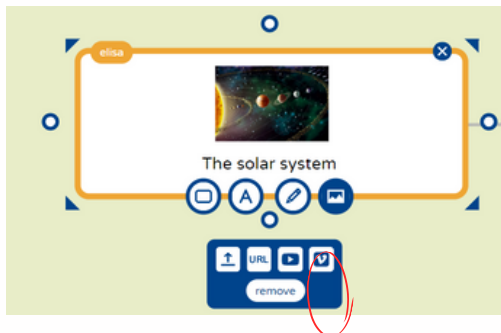 elisa
The solar system
A
URL
remove